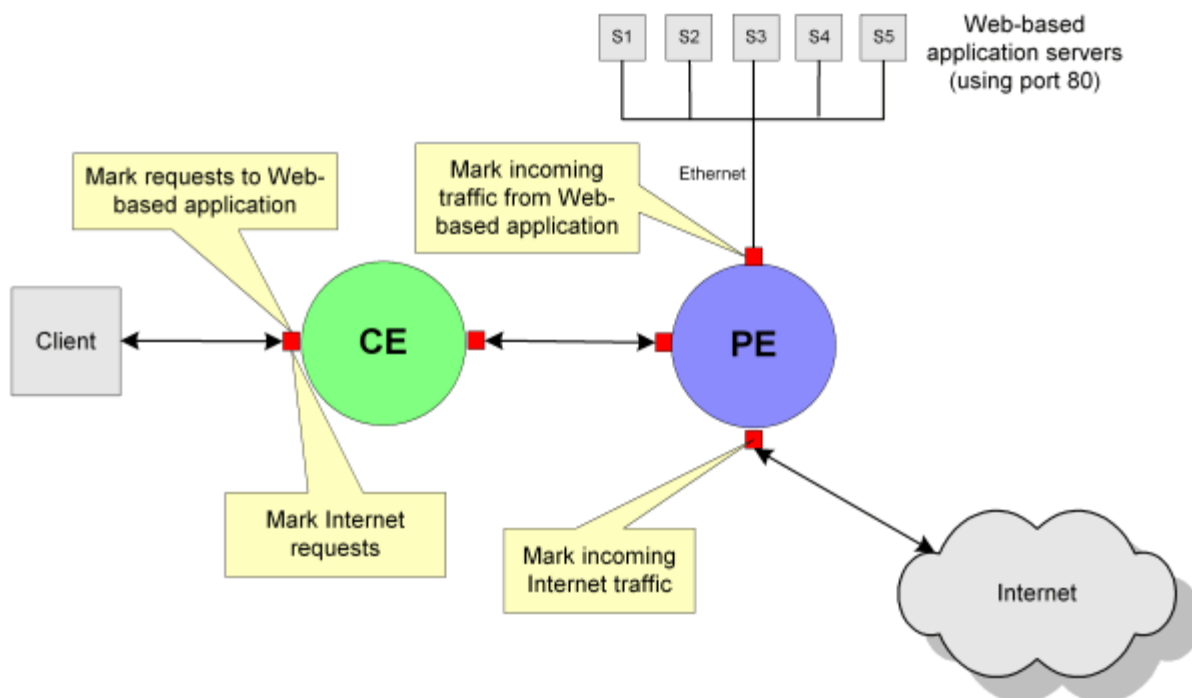 S1 S2 S3 S4 S5
Web-based
application servers
(using port 80)
Mark requests to Web-
based application
Mark incoming
traffic from Web-
based application
Ethernet
Client
CE
PE
Mark Internet
requests
Mark incoming
Internet traffic
Internet